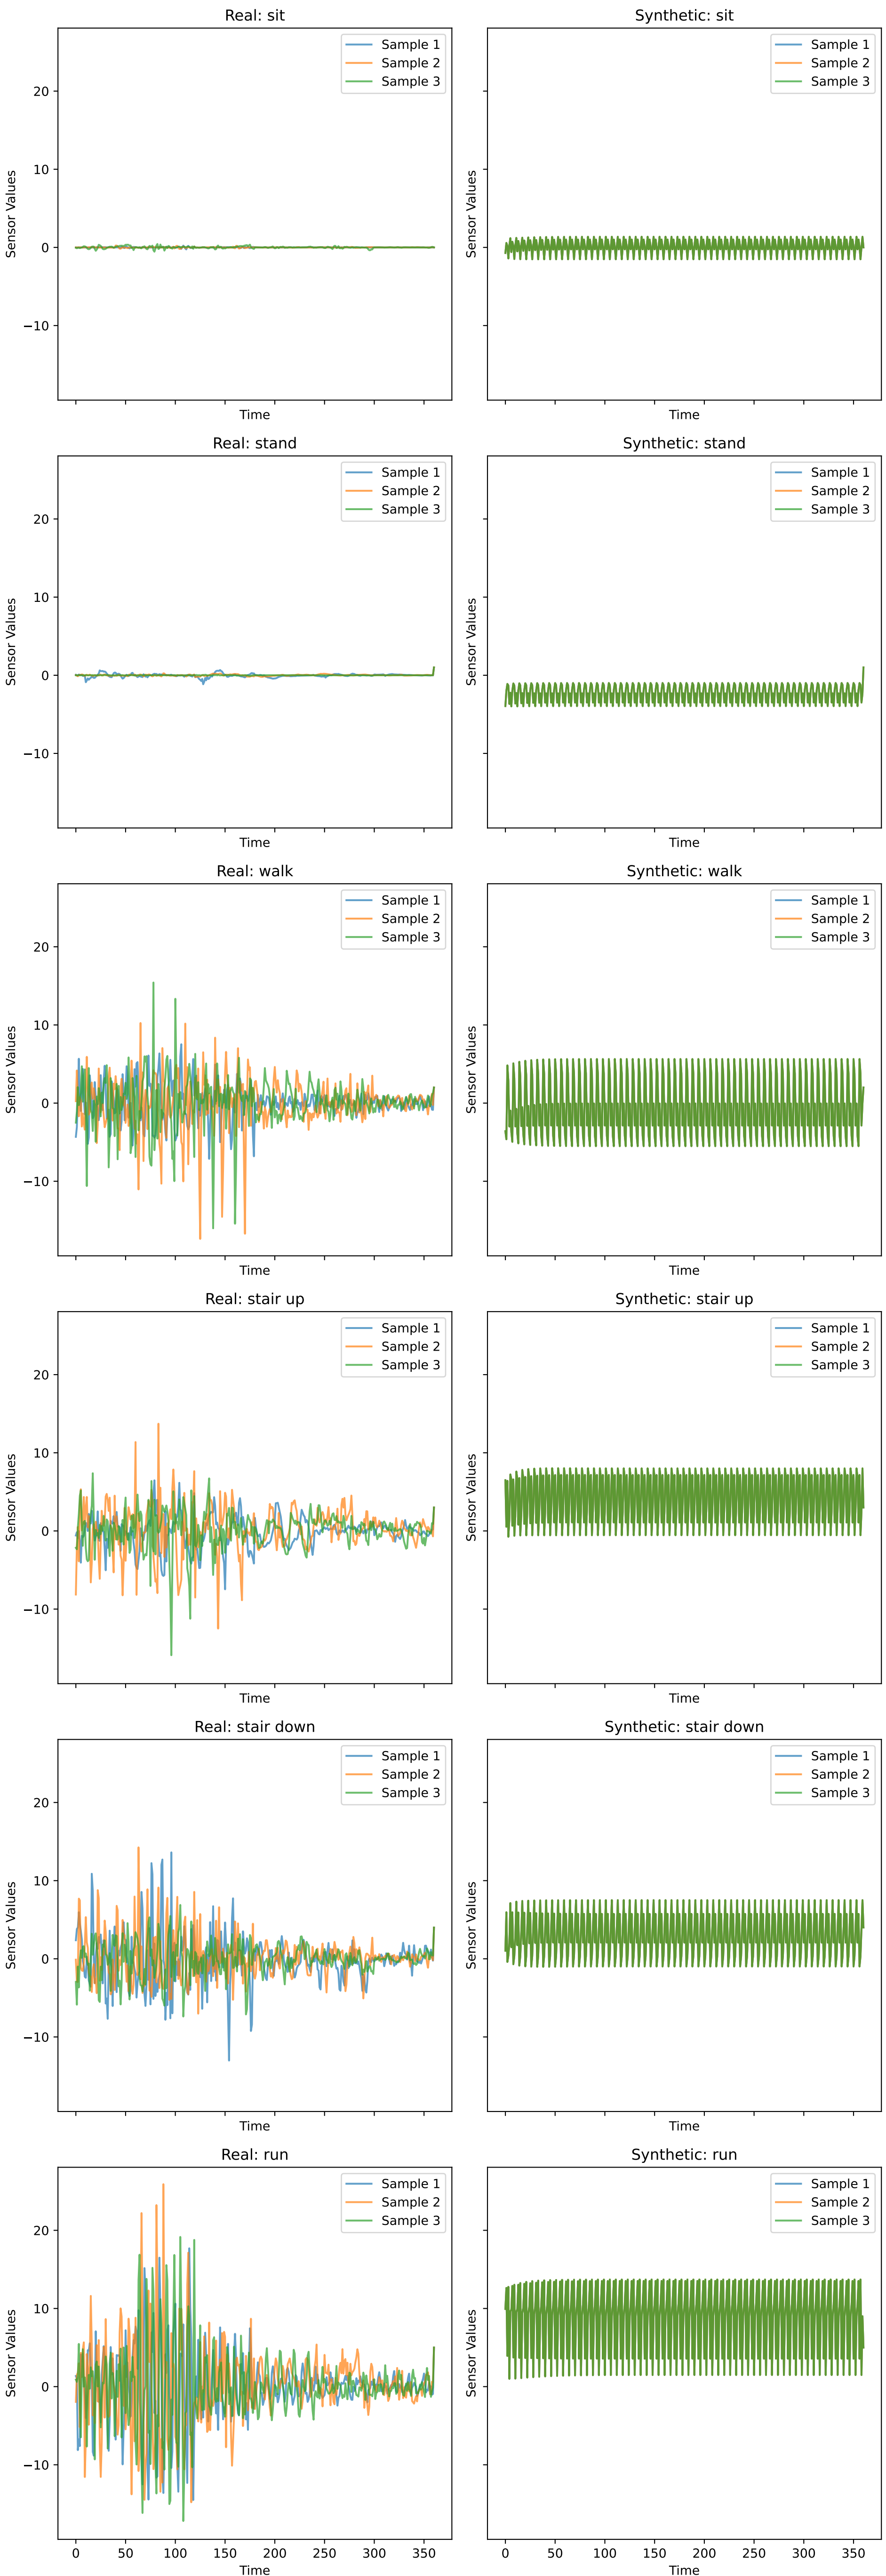 Real: sit
Synthetic: sit
Sample 1
Sample 2
Sample 3
Sample 1
Sample 2
Sample 3
20
10
0
−10
Sensor Values
Sensor Values
Time
Time
Real: stand
Synthetic: stand
Sample 1
Sample 2
Sample 3
Sample 1
Sample 2
Sample 3
20
10
0
−10
Sensor Values
Sensor Values
Time
Time
Real: walk
Synthetic: walk
Sample 1
Sample 2
Sample 3
Sample 1
Sample 2
Sample 3
20
10
0
−10
Sensor Values
Sensor Values
Time
Time
Real: stair up
Synthetic: stair up
Sample 1
Sample 2
Sample 3
Sample 1
Sample 2
Sample 3
20
10
0
−10
Sensor Values
Sensor Values
Time
Time
Real: stair down
Synthetic: stair down
Sample 1
Sample 2
Sample 3
Sample 1
Sample 2
Sample 3
20
10
0
−10
Sensor Values
Sensor Values
Time
Time
Real: run
Synthetic: run
Sample 1
Sample 2
Sample 3
Sample 1
Sample 2
Sample 3
20
10
0
−10
Sensor Values
Sensor Values
0 50 100 150 200 250 300 350
0 50 100 150 200 250 300 350
Time
Time